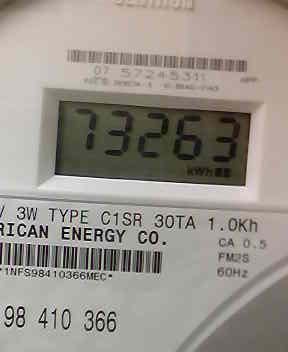 07 57245311
73263
kWh
V 3W TYPE C1SR 30TA 1.0Kh
RICAN ENERGY CO.
CA 0.5
FM2S
*1NFS98410366MEC*
60Hz
98 410 366